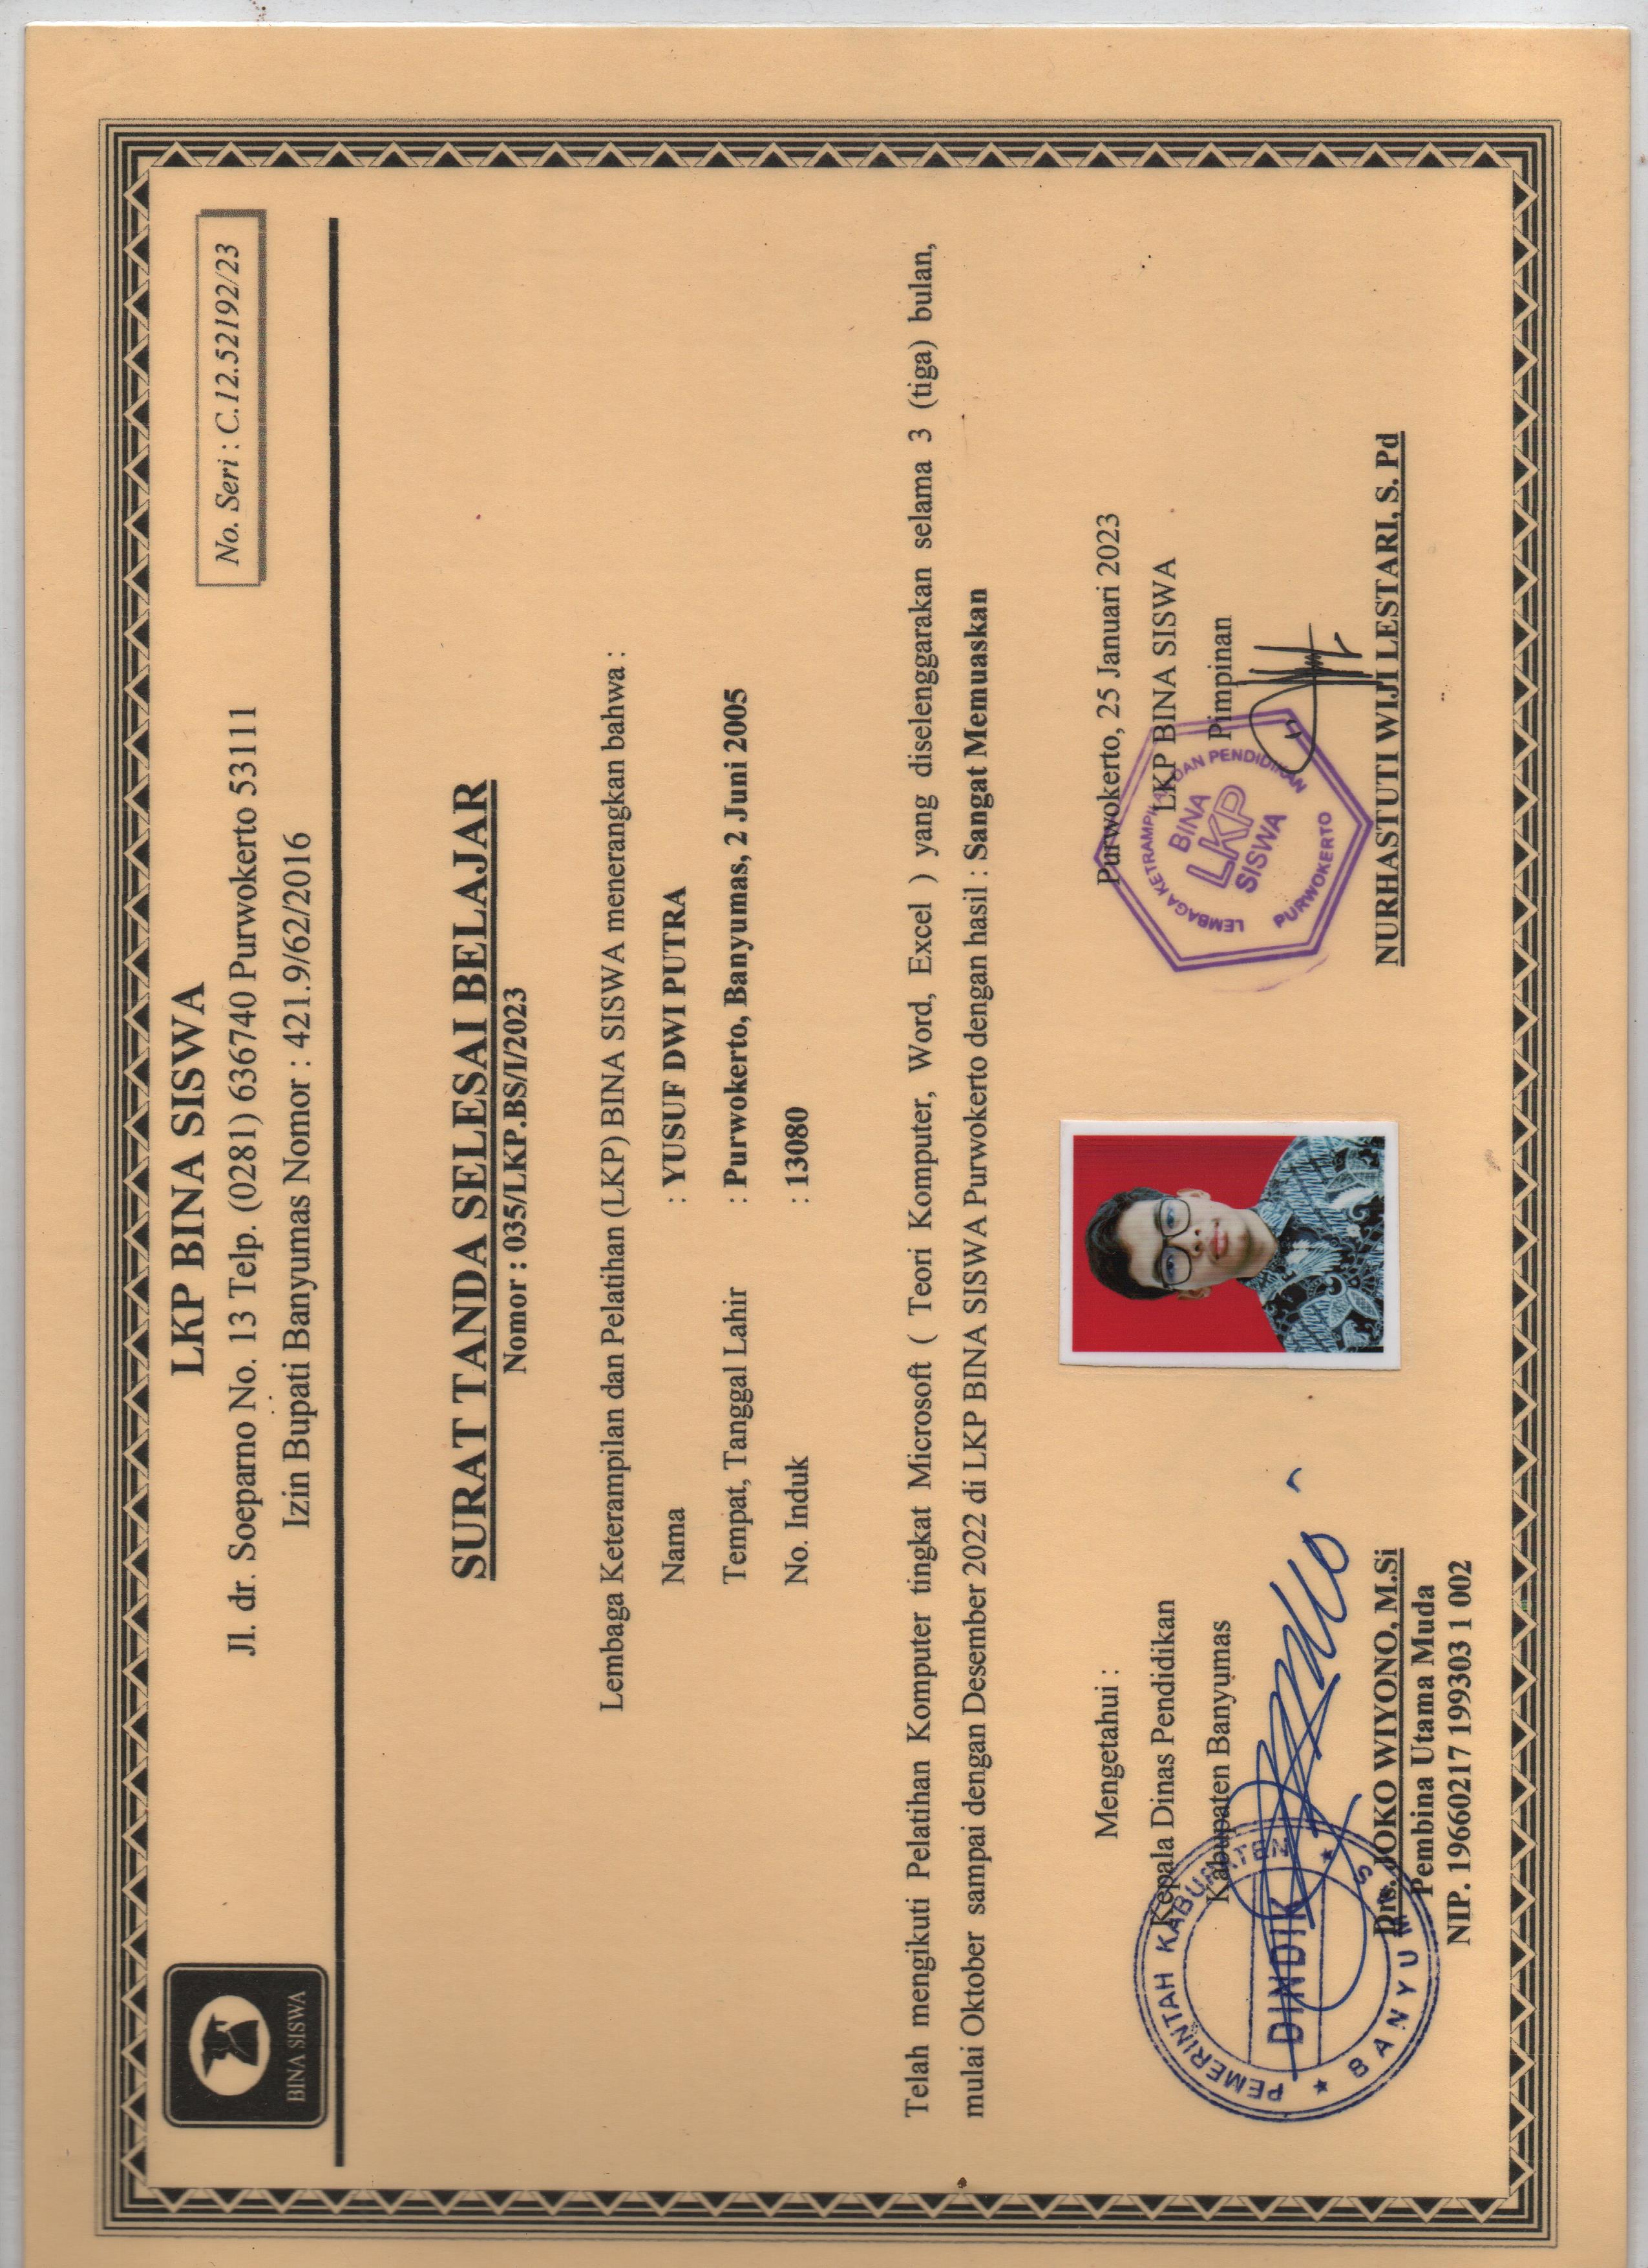 BINA SISWA
LKP BINA SISWA
Jl. dr. Soeparno No. 13 Telp. (0281) 636740 Purwokerto 53111
Izin Bupati Banyumas Nomor : 421.9/62/2016
No. Seri : C.12.52192/23
SURAT TANDA SELESAI BELAJAR
Nomor : 035/LKP.BS/I/2023
Lembaga Keterampilan dan Pelatihan (LKP) BINA SISWA menerangkan bahwa :
Nama : YUSUF DWI PUTRA
Tempat, Tanggal Lahir : Purwokerto, Banyumas, 2 Juni 2005
No. Induk : 13080
Telah mengikuti Pelatihan Komputer tingkat Microsoft ( Teori Komputer, Word, Excel ) yang diselenggarakan selama 3 (tiga) bulan,
mulai Oktober sampai dengan Desember 2022 di LKP BINA SISWA Purwokerto dengan hasil : Sangat Memuaskan
Mengetahui :
Kepala Dinas Pendidikan
Kabupaten Banyumas
PEMERINTAH KABUPATEN
DINDIK
BANYUMAS
Drs. JOKO WIYONO, M.Si
Pembina Utama Muda
NIP. 19660217 199303 1 002
Purwokerto, 25 Januari 2023
LKP BINA SISWA
Pimpinan
LEMBAGA KETRAMPILAN DAN PENDIDIKAN
BINA
LKP
SISWA
PURWOKERTO
NURHASTUTI WIJI LESTARI, S. Pd